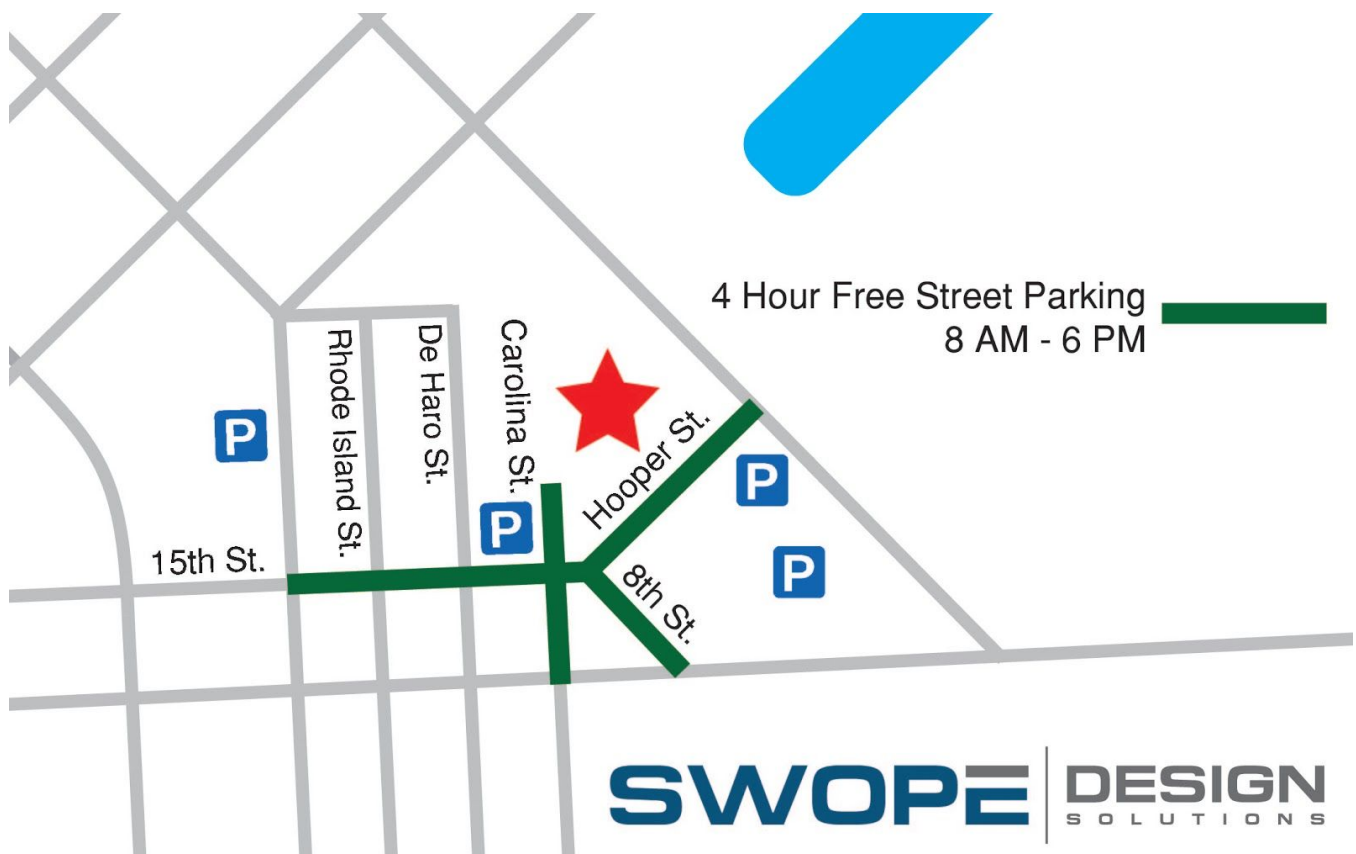 4 Hour Free Street Parking
8 AM - 6 PM
Rhode Island St.
De Haro St.
Carolina St.
Hooper St.
P
P
P
P
15th St.
8th St.
SWOPE DESIGN
SOLUTIONS